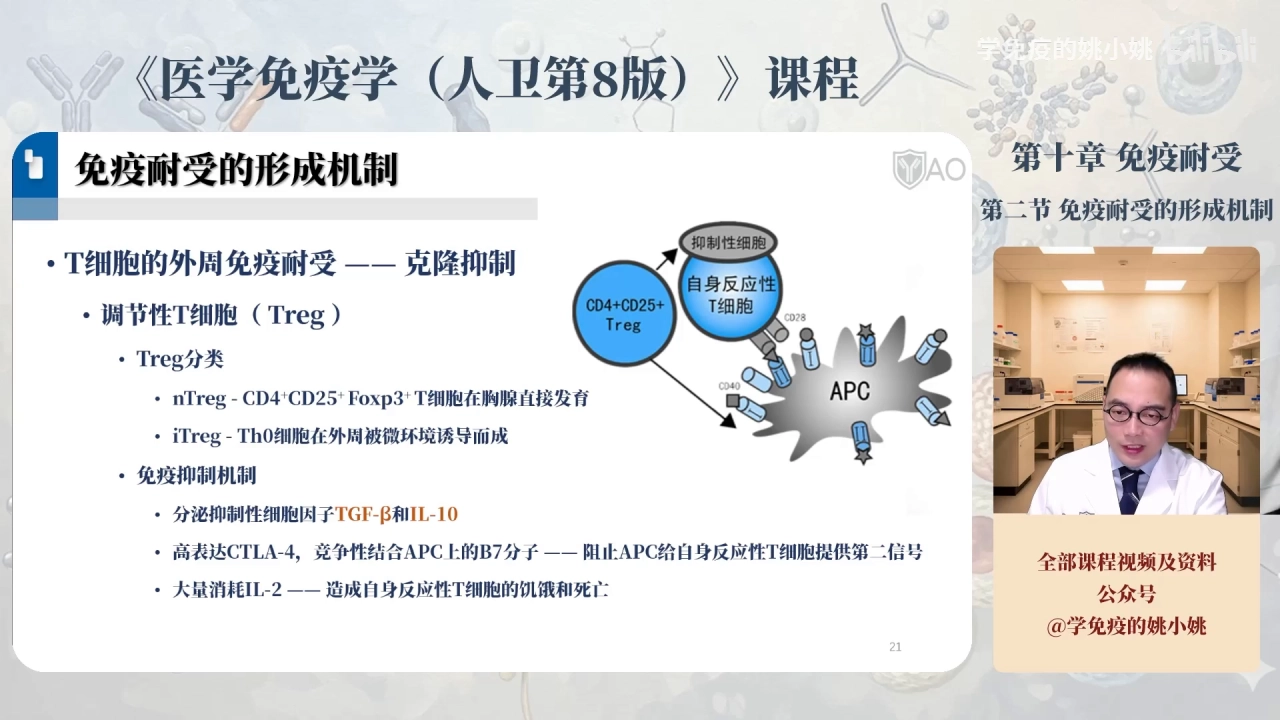 《医学免疫学（人卫第8版）》课程
学免疫的姚小姚 bilibili
免疫耐受的形成机制
AO
第十章 免疫耐受
第二节 免疫耐受的形成机制
• T细胞的外周免疫耐受 —— 克隆抑制
• 调节性T细胞（Treg）
• Treg分类
• nTreg - CD4⁺CD25⁺ Foxp3⁺ T细胞在胸腺直接发育
• iTreg - Th0细胞在外周被微环境诱导而成
• 免疫抑制机制
• 分泌抑制性细胞因子TGF-β和IL-10
• 高表达CTLA-4，竞争性结合APC上的B7分子 —— 阻止APC给自身反应性T细胞提供第二信号
• 大量消耗IL-2 —— 造成自身反应性T细胞的饥饿和死亡
抑制性细胞
自身反应性
T细胞
CD4+CD25+
Treg
CD28
CD40
APC
21
全部课程视频及资料
公众号
@学免疫的姚小姚